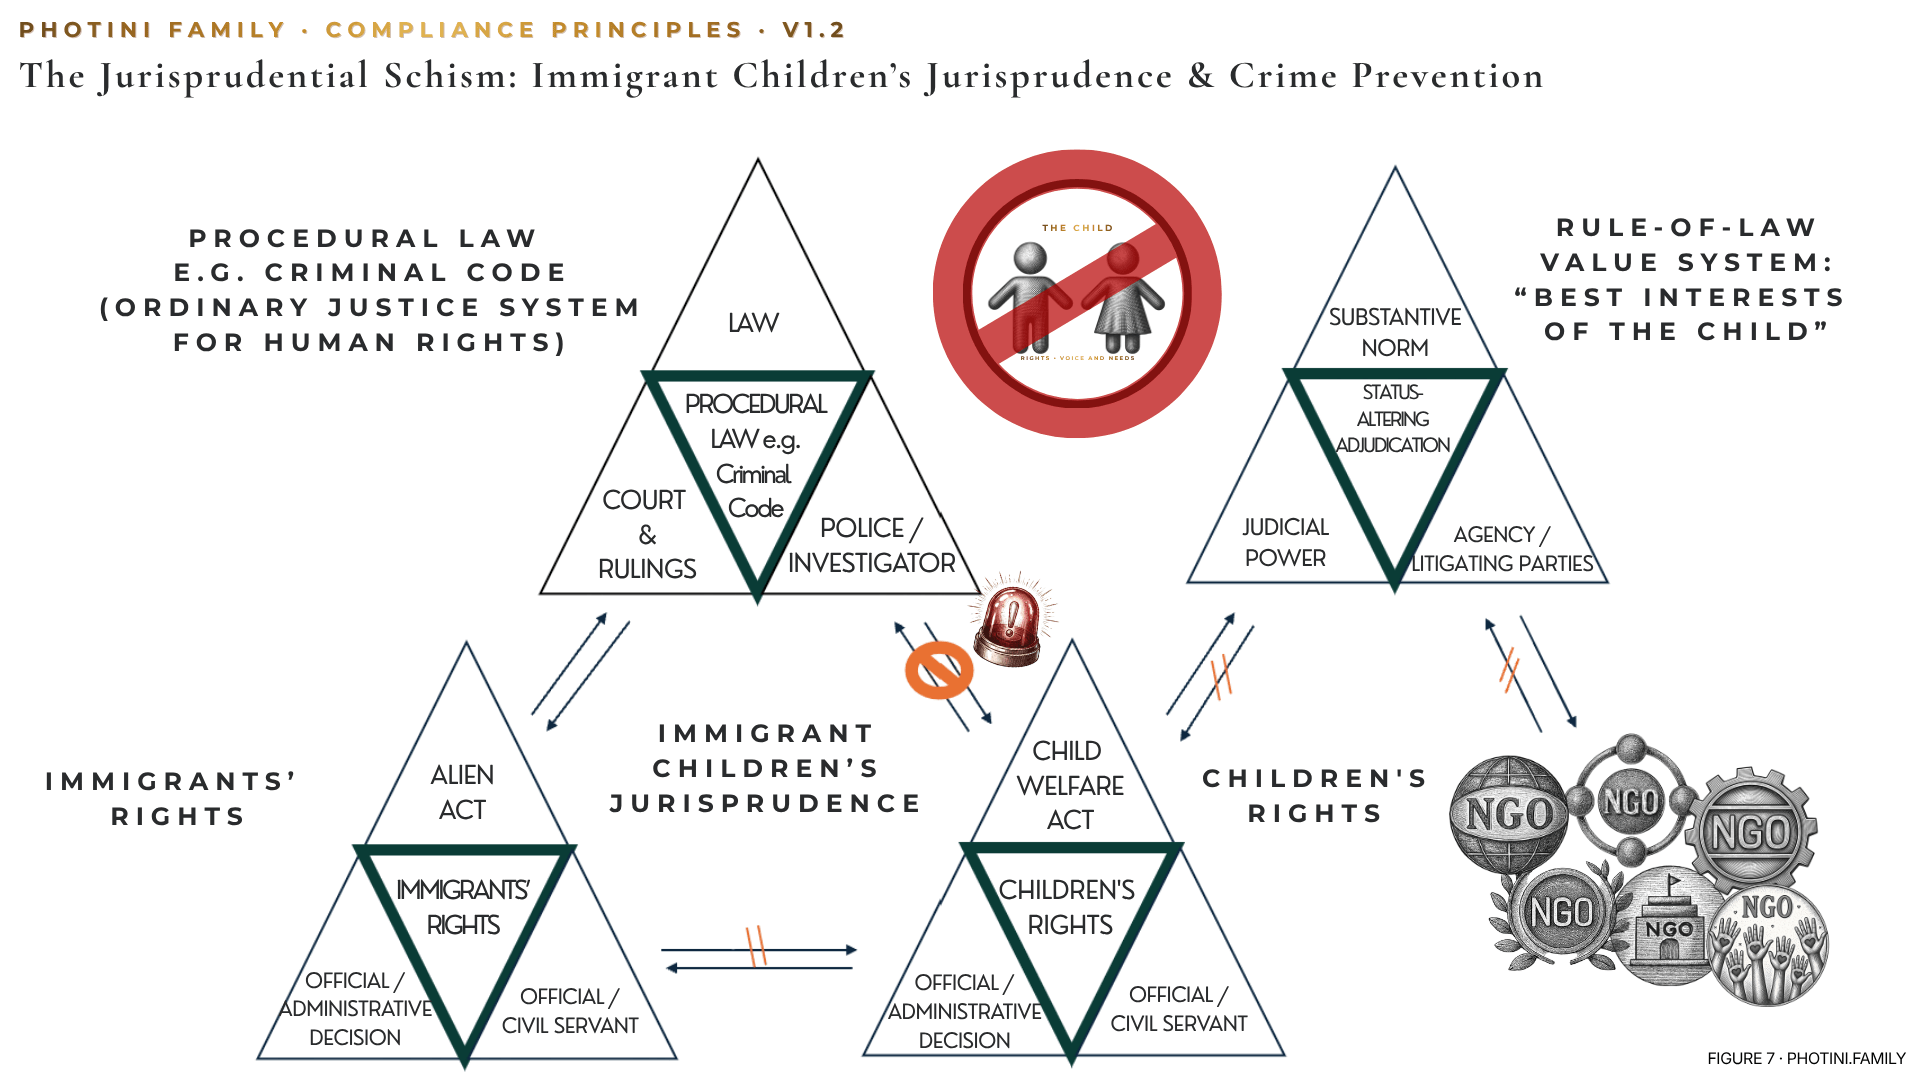 PHOTINI FAMILY · COMPLIANCE PRINCIPLES · V1.2
The Jurisprudential Schism: Immigrant Children’s Jurisprudence & Crime Prevention
PROCEDURAL LAW
E.G. CRIMINAL CODE
(ORDINARY JUSTICE SYSTEM
FOR HUMAN RIGHTS)
LAW
PROCEDURAL
LAW e.g.
Criminal
Code
COURT
&
RULINGS
POLICE /
INVESTIGATOR
THE CHILD
RIGHTS • VOICE AND NEEDS
RULE-OF-LAW
VALUE SYSTEM:
“BEST INTERESTS
OF THE CHILD”
SUBSTANTIVE
NORM
STATUS-
ALTERING
ADJUDICATION
JUDICIAL
POWER
AGENCY /
LITIGATING PARTIES
IMMIGRANTS’
RIGHTS
ALIEN
ACT
IMMIGRANTS’
RIGHTS
OFFICIAL /
ADMINISTRATIVE
DECISION
OFFICIAL /
CIVIL SERVANT
IMMIGRANT
CHILDREN’S
JURISPRUDENCE
CHILD
WELFARE
ACT
CHILDREN'S
RIGHTS
OFFICIAL /
ADMINISTRATIVE
DECISION
OFFICIAL /
CIVIL SERVANT
CHILDREN'S
RIGHTS
NGO
NGO
NGO
NGO
NGO
NGO
FIGURE 7 · PHOTINI.FAMILY